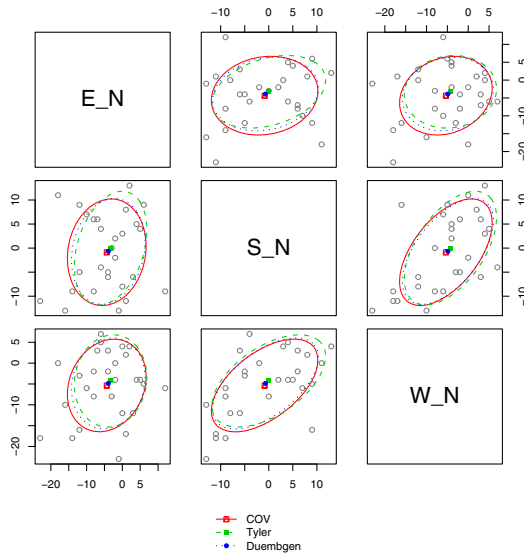 −10 0 5 10
−10 0 5
E_N
−20 −10 0 5
−10 0 5 10
S_N
−10 0 5 10
−20 −10 0 5
W_N
−20 −10 0 10
−10 0 5 10
COV
Tyler
Duembgen